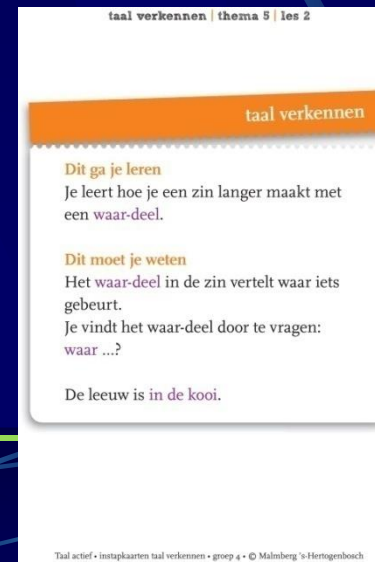 taal verkennen | thema 5 | les 2
taal verkennen
Dit ga je leren
Je leert hoe je een zin langer maakt met
een waar-deel.
Dit moet je weten
Het waar-deel in de zin vertelt waar iets
gebeurt.
Je vindt het waar-deel door te vragen:
waar ...?
De leeuw is in de kooi.
Taal actief • instapkaarten taal verkennen • groep 4 • © Malmberg 's-Hertogenbosch